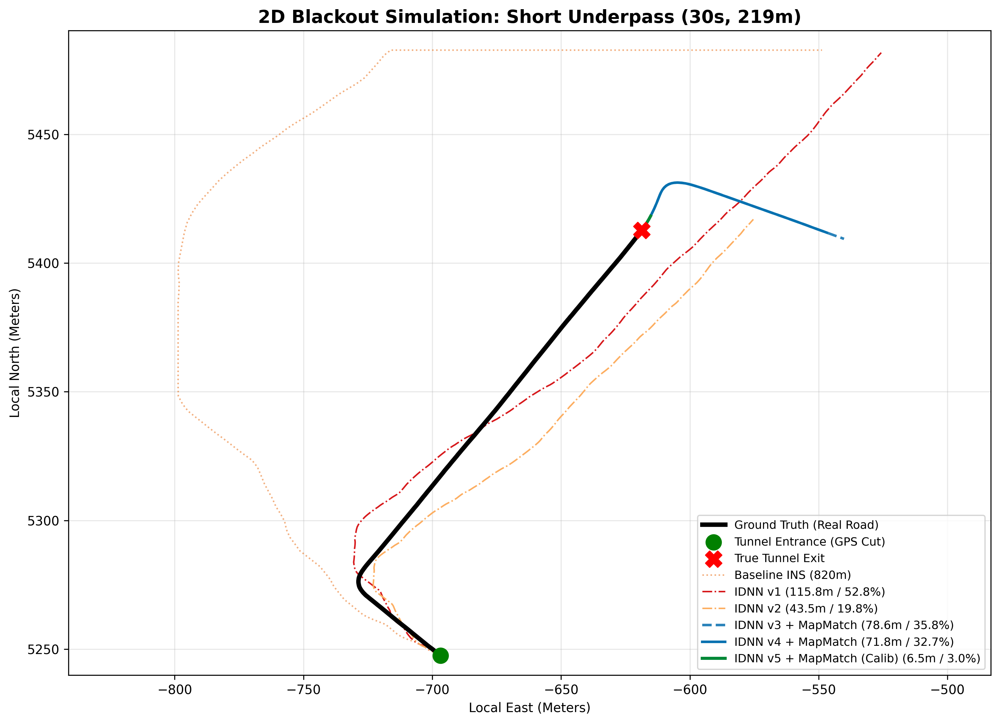 2D Blackout Simulation: Short Underpass (30s, 219m)
Local North (Meters)
5450
5400
5350
5300
5250
−800
−750
−700
−650
−600
−550
−500
Local East (Meters)
Ground Truth (Real Road)
Tunnel Entrance (GPS Cut)
True Tunnel Exit
Baseline INS (820m)
IDNN v1 (115.8m / 52.8%)
IDNN v2 (43.5m / 19.8%)
IDNN v3 + MapMatch (78.6m / 35.8%)
IDNN v4 + MapMatch (71.8m / 32.7%)
IDNN v5 + MapMatch (Calib) (6.5m / 3.0%)